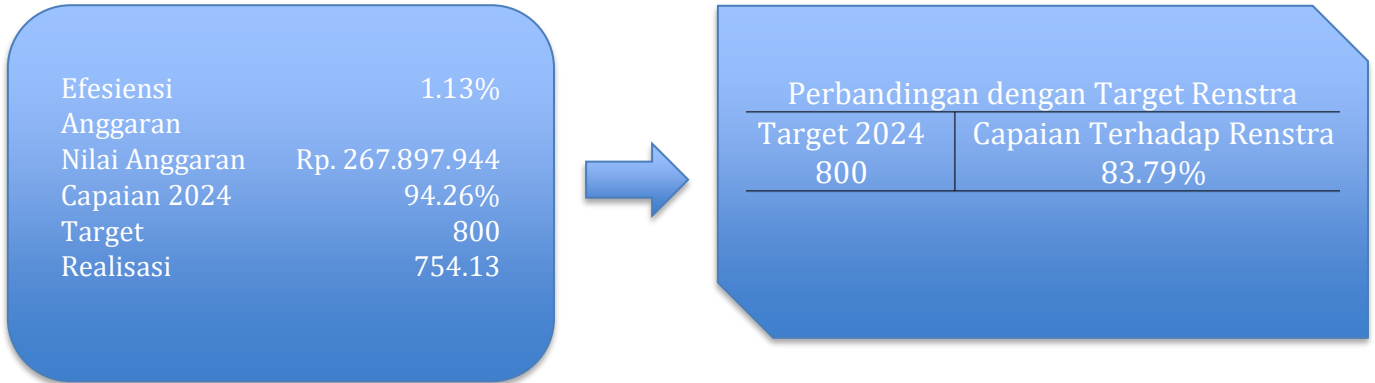 Efesiensi 1.13%
Anggaran
Nilai Anggaran Rp. 267.897.944
Capaian 2024 94.26%
Target 800
Realisasi 754.13
Perbandingan dengan Target Renstra
Target 2024 Capaian Terhadap Renstra
800 83.79%